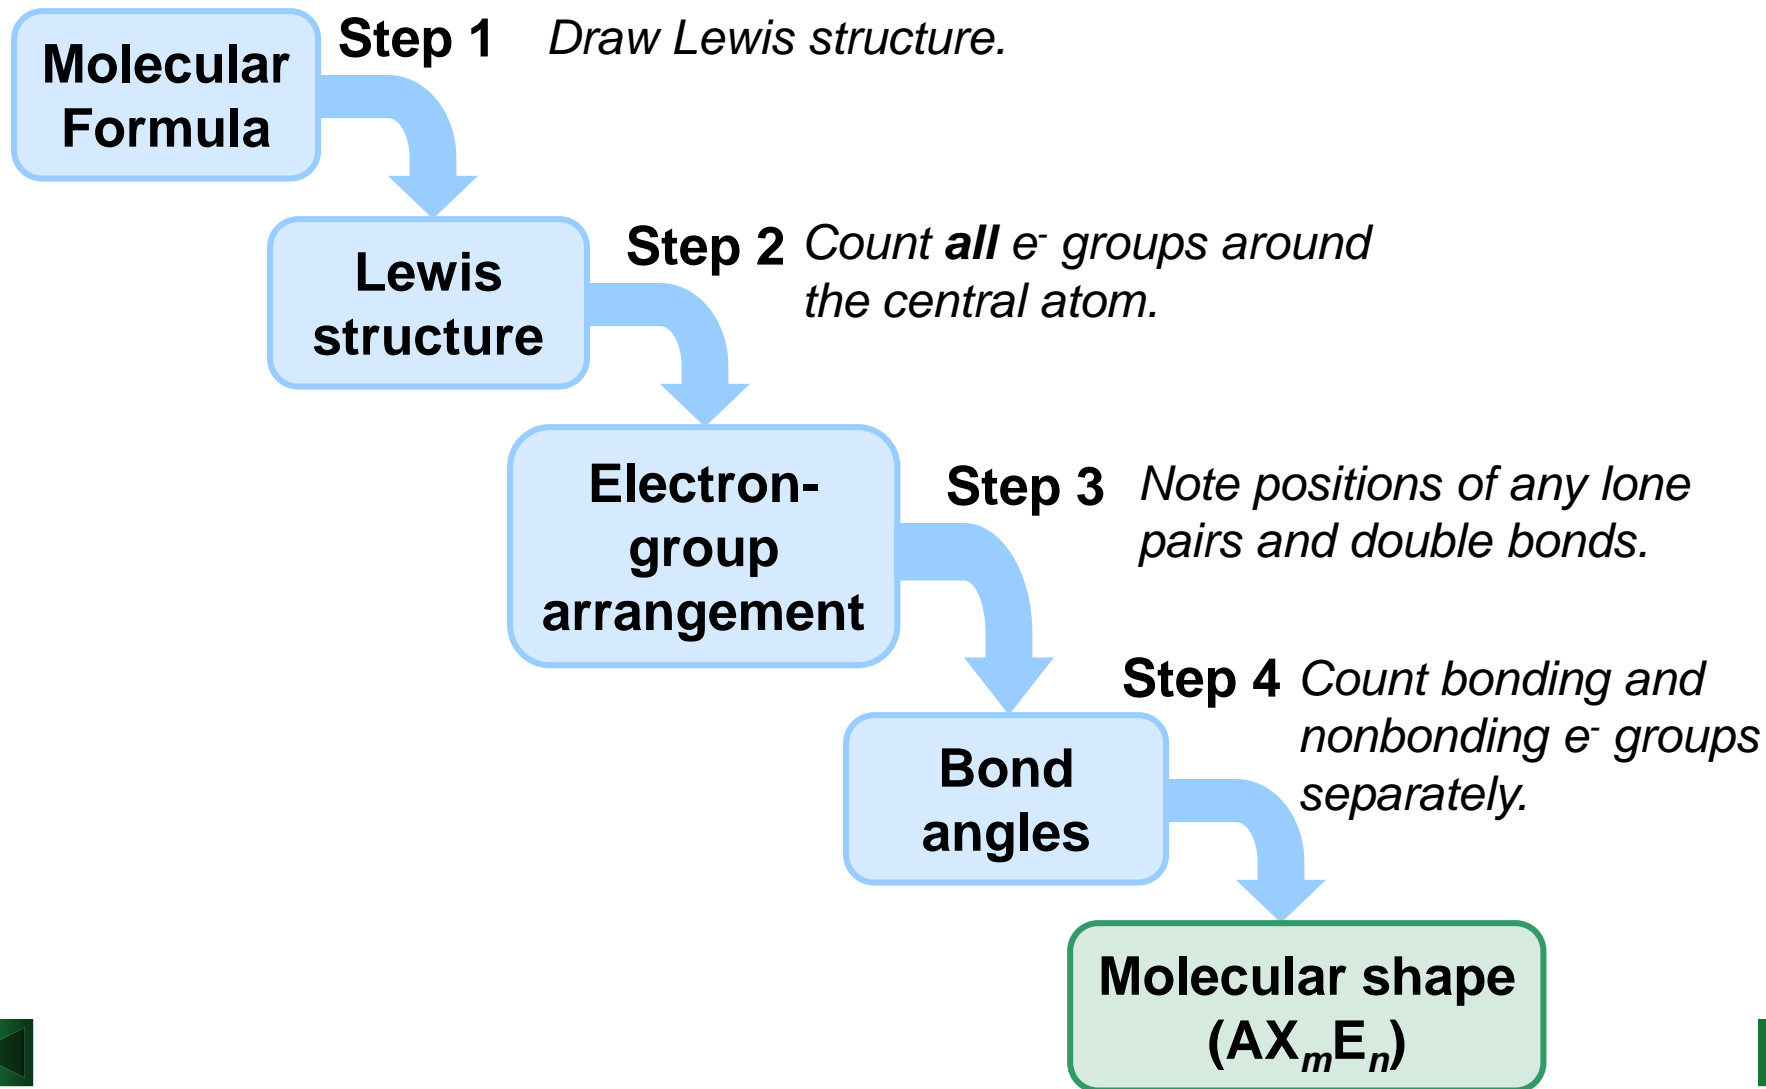 Molecular
Formula
Step 1 Draw Lewis structure.
Lewis
structure
Step 2 Count all e- groups around
the central atom.
Electron-
group
arrangement
Step 3 Note positions of any lone
pairs and double bonds.
Bond
angles
Step 4 Count bonding and
nonbonding e- groups
separately.
Molecular shape
(AXmEn)